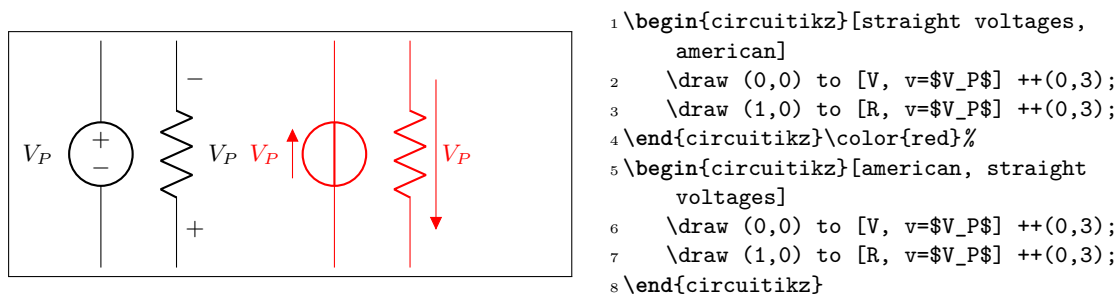 −
V_P + − V_P V_P V_P
+
1 \begin{circuitikz}[straight voltages,
american]
2 \draw (0,0) to [V, v=$V_P$] ++(0,3);
3 \draw (1,0) to [R, v=$V_P$] ++(0,3);
4 \end{circuitikz}\color{red}%
5 \begin{circuitikz}[american, straight
voltages]
6 \draw (0,0) to [V, v=$V_P$] ++(0,3);
7 \draw (1,0) to [R, v=$V_P$] ++(0,3);
8 \end{circuitikz}